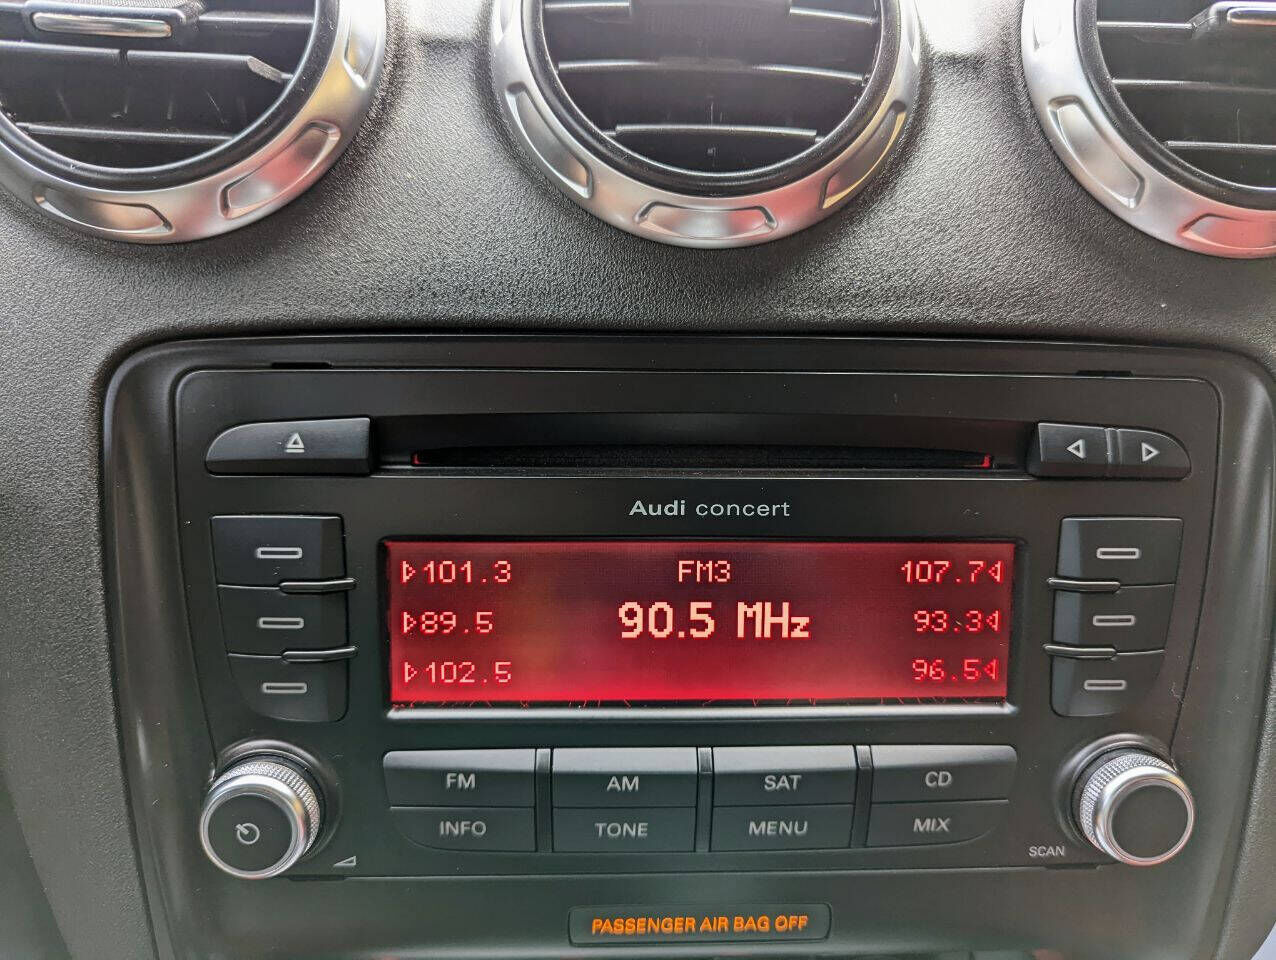 Audi concert
101.3 FM3 107.7
89.5 90.5 MHz 93.3
102.5 96.5
FM AM SAT CD
INFO TONE MENU MIX
SCAN
PASSENGER AIR BAG OFF